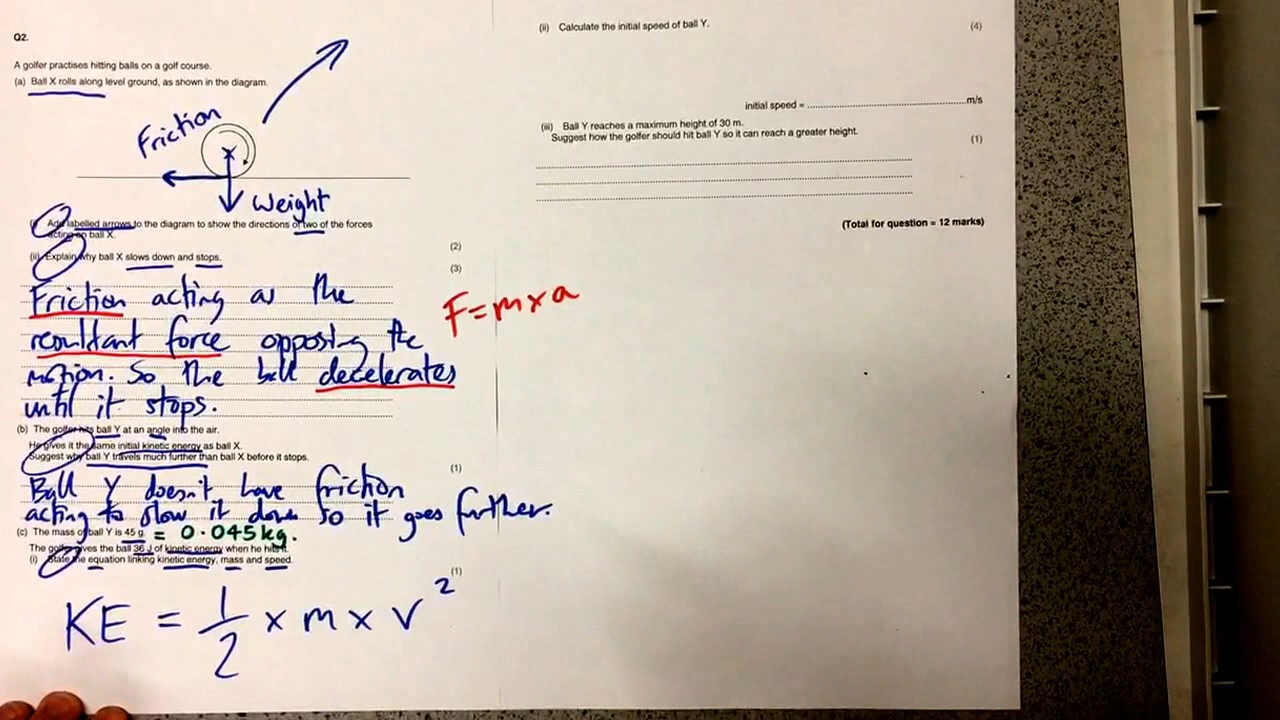 Q2.
A golfer practises hitting balls on a golf course.
(a) Ball X rolls along level ground, as shown in the diagram.
Friction
X
Weight
(i) Add labelled arrows to the diagram to show the directions of two of the forces
acting on ball X.
(2)
(ii) Explain why ball X slows down and stops.
(3)
Friction acting as the
resultant force opposing the
motion. So the ball decelerates
until it stops.
F=m×a
(b) The golfer hits ball Y at an angle into the air.
He gives it the same initial kinetic energy as ball X.
Suggest why ball Y travels much further than ball X before it stops.
(1)
Ball Y doesn't have friction
acting to slow it down so it goes further.
(c) The mass of ball Y is 45 g. = 0.045kg.
The golfer gives the ball 36 J of kinetic energy when he hits it.
(i) State the equation linking kinetic energy, mass and speed.
(1)
KE = 1/2 × m × v²
(ii) Calculate the initial speed of ball Y.
(4)
initial speed = ........................................................ m/s
(iii) Ball Y reaches a maximum height of 30 m.
Suggest how the golfer should hit ball Y so it can reach a greater height.
(1)
(Total for question = 12 marks)